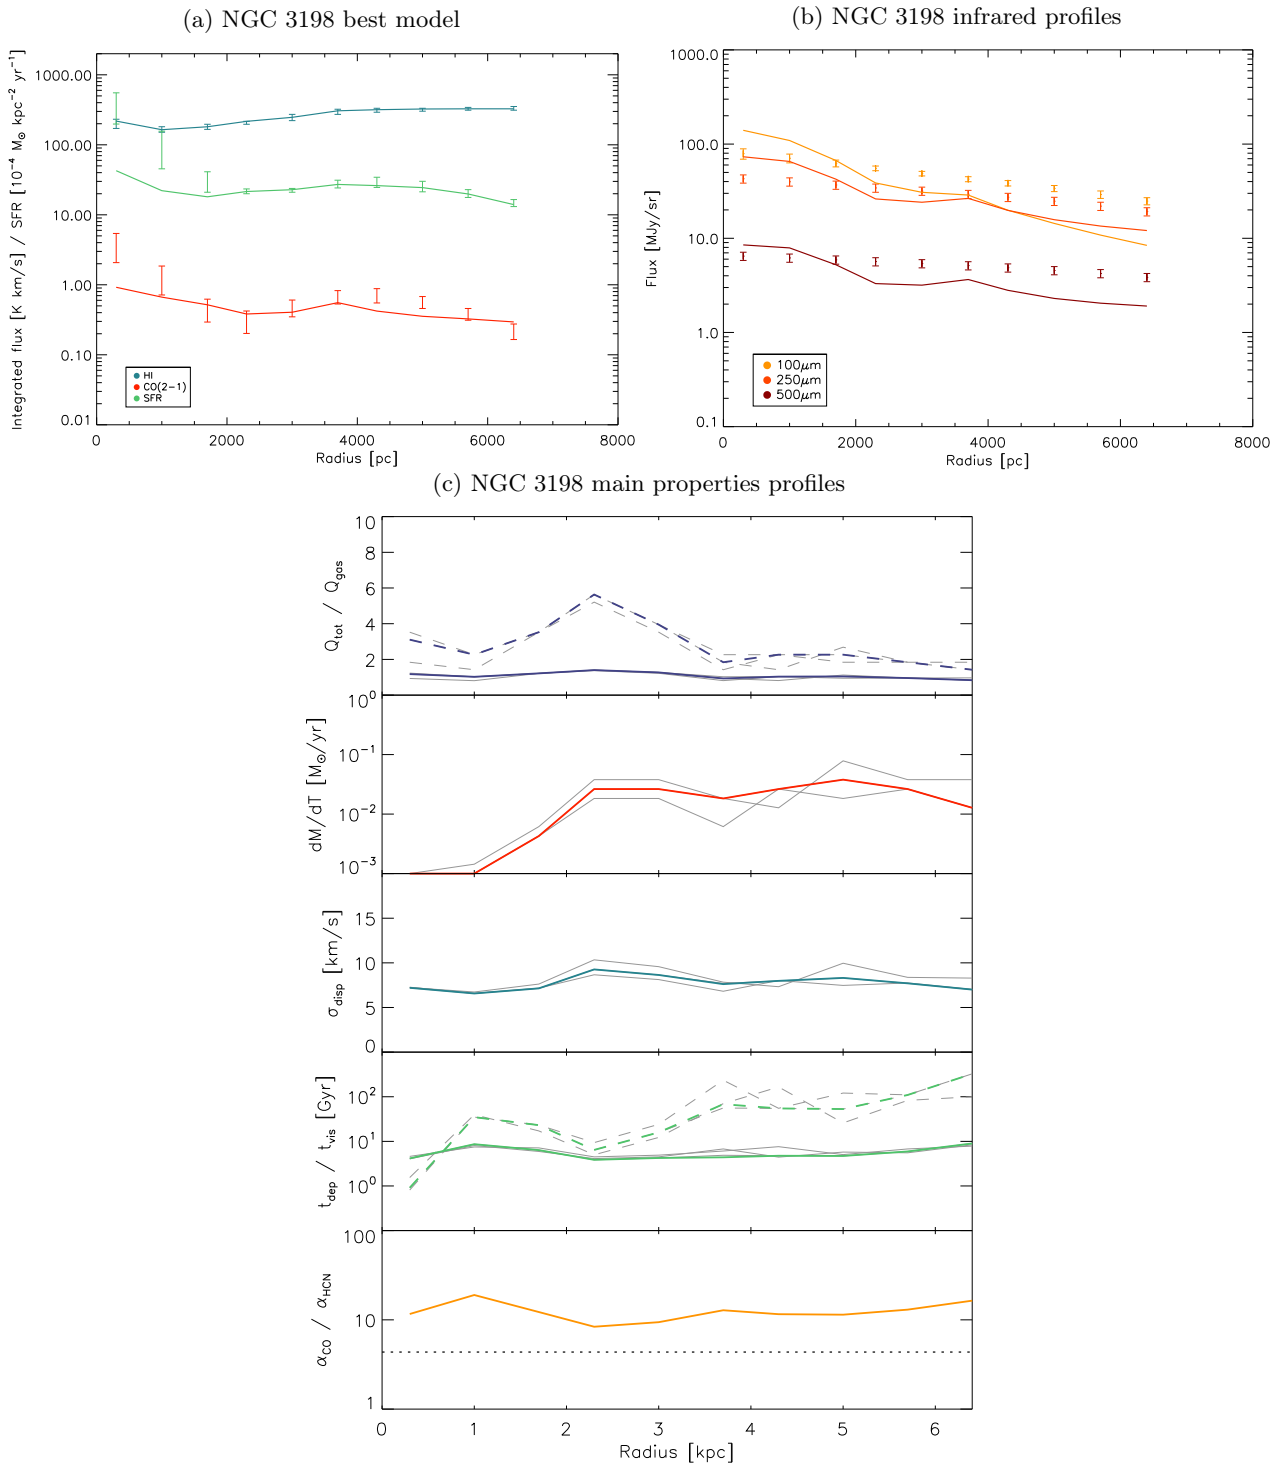 (a) NGC 3198 best model
Integrated flux [K km/s] / SFR [10⁻⁴ M⊙ kpc⁻² yr⁻¹]
1000.00
100.00
10.00
1.00
0.10
0.01
HI
CO(2−1)
SFR
0 2000 4000 6000 8000
Radius [pc]
(b) NGC 3198 infrared profiles
Flux [MJy/sr]
1000.0
100.0
10.0
1.0
0.1
100μm
250μm
500μm
0 2000 4000 6000 8000
Radius [pc]
(c) NGC 3198 main properties profiles
Q_tot / Q_gas
10
8
6
4
2
dM/dT [M⊙/yr]
10⁰
10⁻¹
10⁻²
10⁻³
σ_disp [km/s]
15
10
5
0
t_dep / t_vis [Gyr]
10²
10¹
10⁰
α_CO / α_HCN
100
10
1
0 1 2 3 4 5 6
Radius [kpc]